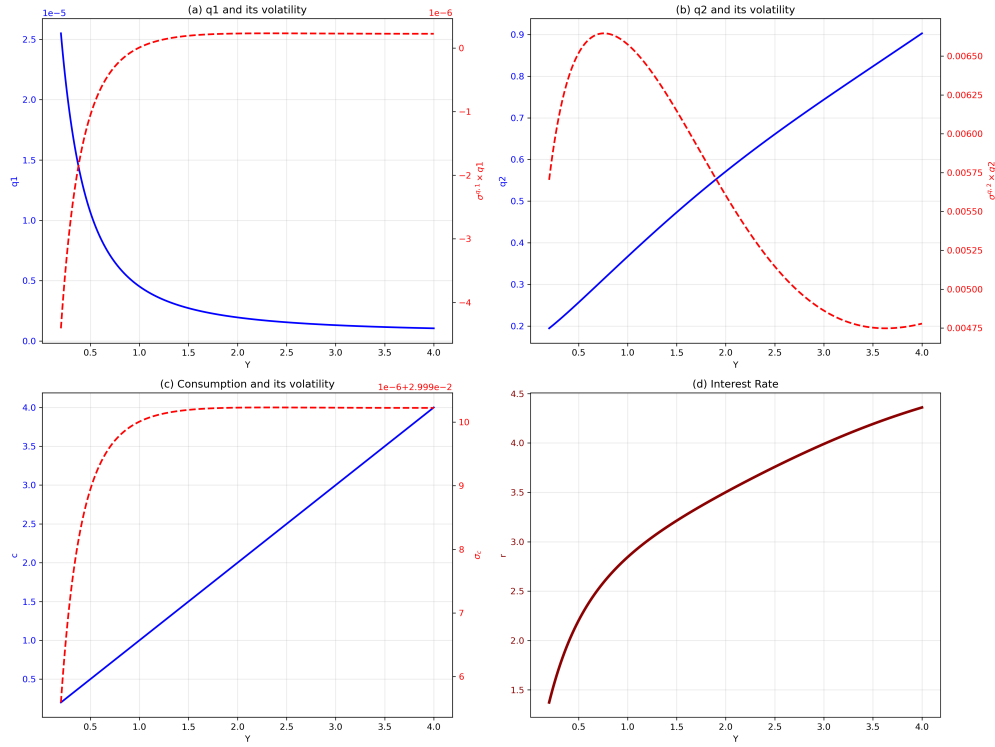 (a) q1 and its volatility
1e−5
1e−6
2.5
2.0
1.5
1.0
0.5
0.0
q1
0
−1
−2
−3
−4
σ^{q,1} × q1
0.5 1.0 1.5 2.0 2.5 3.0 3.5 4.0
Y
(b) q2 and its volatility
0.9
0.8
0.7
0.6
0.5
0.4
0.3
0.2
q2
0.00650
0.00625
0.00600
0.00575
0.00550
0.00525
0.00500
0.00475
σ^{q,2} × q2
0.5 1.0 1.5 2.0 2.5 3.0 3.5 4.0
Y
(c) Consumption and its volatility
1e−6+2.999e−2
4.0
3.5
3.0
2.5
2.0
1.5
1.0
0.5
c
10
9
8
7
6
σ_c
0.5 1.0 1.5 2.0 2.5 3.0 3.5 4.0
Y
(d) Interest Rate
4.5
4.0
3.5
3.0
2.5
2.0
1.5
r
0.5 1.0 1.5 2.0 2.5 3.0 3.5 4.0
Y